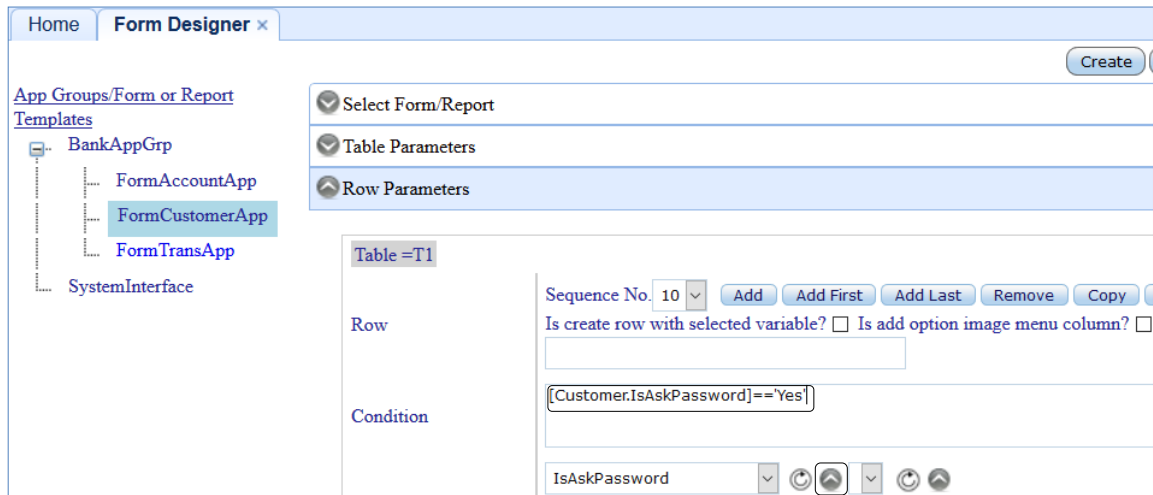 Home Form Designer ×
Create
App Groups/Form or Report
Templates
BankAppGrp
FormAccountApp
FormCustomerApp
FormTransApp
SystemInterface
Select Form/Report
Table Parameters
Row Parameters
Table =T1
Row
Sequence No. 10 Add Add First Add Last Remove Copy
Is create row with selected variable? Is add option image menu column?
Condition
[Customer.IsAskPassword]=='Yes'
IsAskPassword